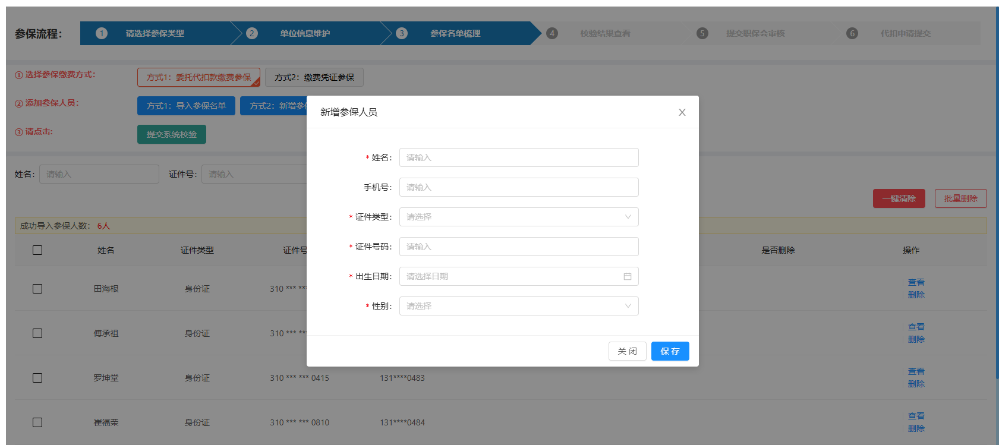 参保流程:
1 请选择参保类型 2 单位信息维护 3 参保名单梳理 4 校验结果查看 5 提交职保会审核 6 代扣申请提交
① 选择参保缴费方式: 方式1：委托代扣款缴费参保 方式2：缴费凭证参保
② 添加参保人员: 方式1：导入参保名单 方式2：新增参
③ 请点击: 提交系统校验
新增参保人员 X
* 姓名: 请输入
手机号: 请输入
* 证件类型: 请选择
* 证件号码: 请输入
* 出生日期: 请选择日期
* 性别: 请选择
关 闭 保 存
姓名: 请输入 证件号: 请输入
一键清除 批量删除
成功导入参保人数： 6人
姓名 证件类型 证件号 是否删除 操作
田海根 身份证 310 *** *** 查看
删除
傅承祖 身份证 310 *** *** 查看
删除
罗坤堂 身份证 310 *** *** 0415 131****0483 查看
删除
崔福荣 身份证 310 *** *** 0810 131****0484 查看
删除